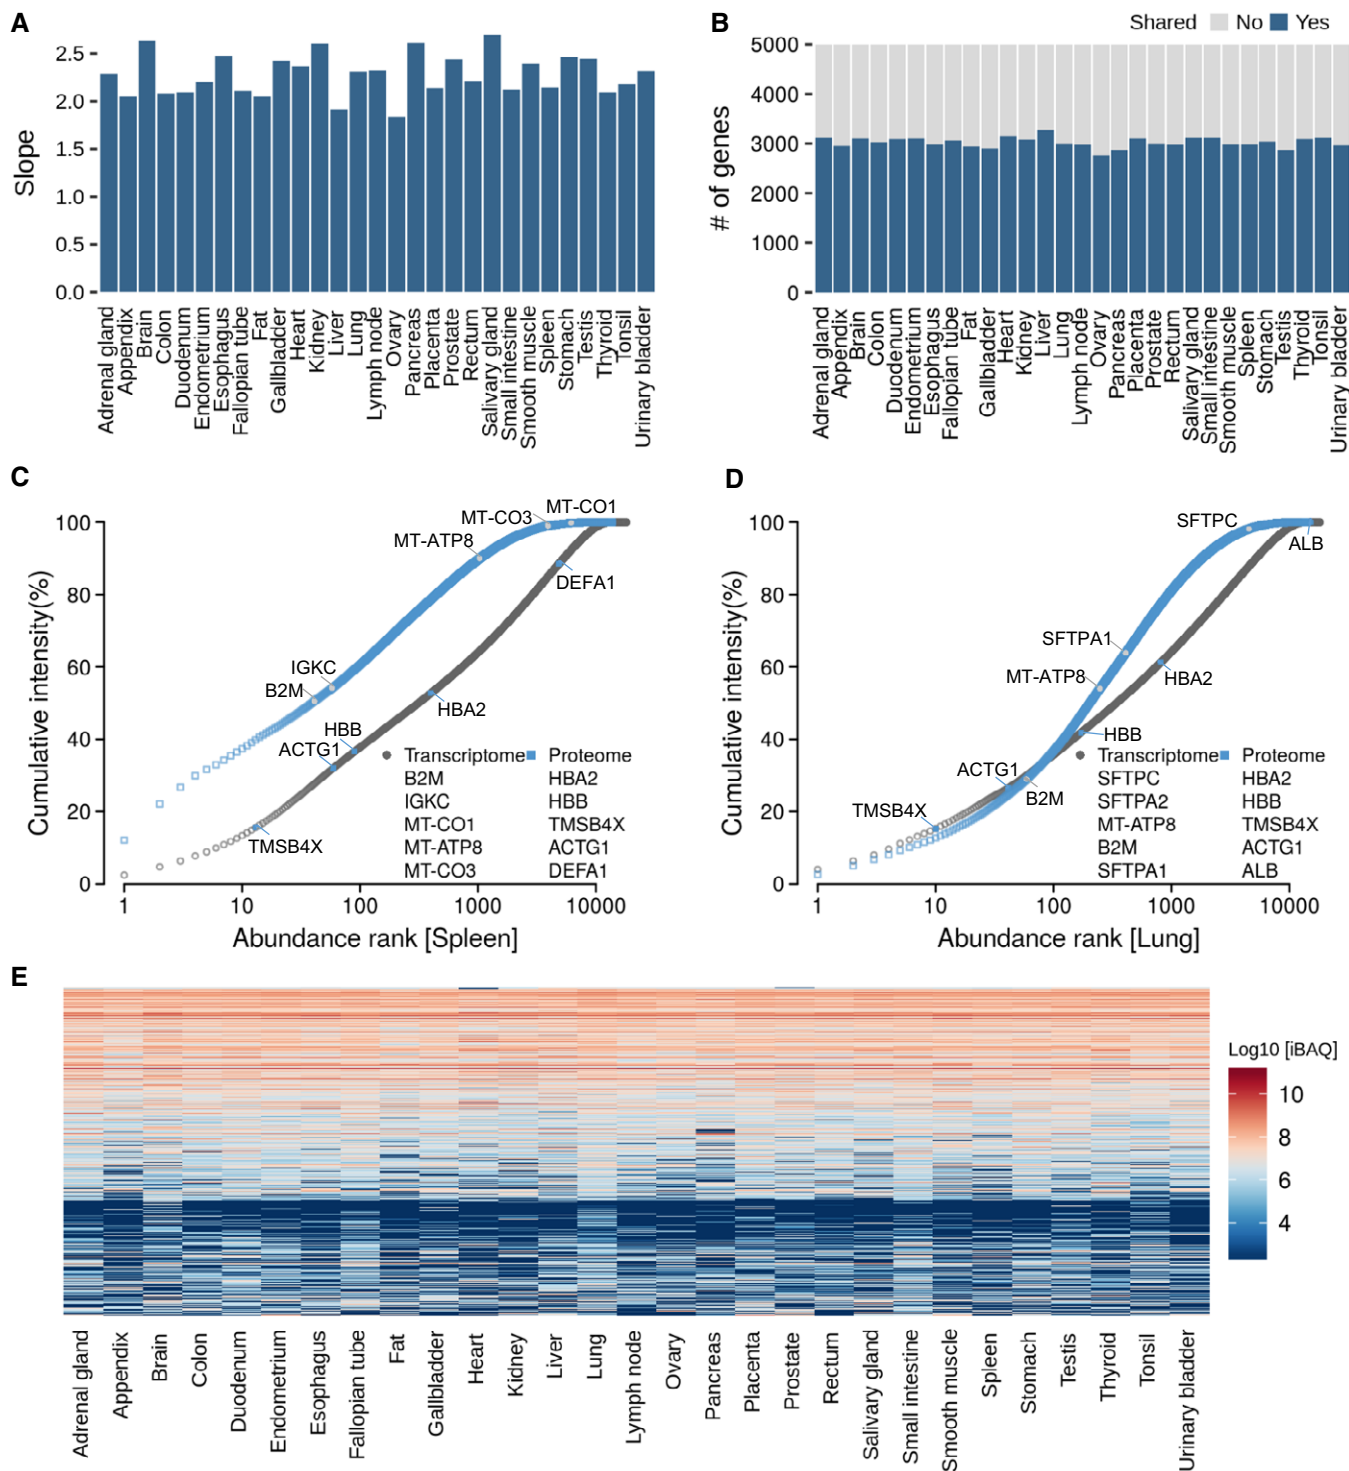 A
Slope
2.5
2.0
1.5
1.0
0.5
0.0
Adrenal gland
Appendix
Brain
Colon
Duodenum
Endometrium
Esophagus
Fallopian tube
Fat
Gallbladder
Heart
Kidney
Liver
Lung
Lymph node
Ovary
Pancreas
Placenta
Prostate
Rectum
Salivary gland
Small intestine
Smooth muscle
Spleen
Stomach
Testis
Thyroid
Tonsil
Urinary bladder
B
Shared No Yes
# of genes
5000
4000
3000
2000
1000
0
Adrenal gland
Appendix
Brain
Colon
Duodenum
Endometrium
Esophagus
Fallopian tube
Fat
Gallbladder
Heart
Kidney
Liver
Lung
Lymph node
Ovary
Pancreas
Placenta
Prostate
Rectum
Salivary gland
Small intestine
Smooth muscle
Spleen
Stomach
Testis
Thyroid
Tonsil
Urinary bladder
C
Cumulative intensity(%)
100
80
60
40
20
0
MT-CO1
MT-CO3
MT-ATP8
DEFA1
IGKC
B2M
HBA2
HBB
ACTG1
TMSB4X
Transcriptome Proteome
B2M HBA2
IGKC HBB
MT-CO1 TMSB4X
MT-ATP8 ACTG1
MT-CO3 DEFA1
1 10 100 1000 10000
Abundance rank [Spleen]
D
Cumulative intensity(%)
100
80
60
40
20
0
SFTPC
ALB
SFTPA1
MT-ATP8
HBA2
HBB
ACTG1
B2M
TMSB4X
Transcriptome Proteome
SFTPC HBA2
SFTPA2 HBB
MT-ATP8 TMSB4X
B2M ACTG1
SFTPA1 ALB
1 10 100 1000 10000
Abundance rank [Lung]
E
Log10 [iBAQ]
10
8
6
4
Adrenal gland
Appendix
Brain
Colon
Duodenum
Endometrium
Esophagus
Fallopian tube
Fat
Gallbladder
Heart
Kidney
Liver
Lung
Lymph node
Ovary
Pancreas
Placenta
Prostate
Rectum
Salivary gland
Small intestine
Smooth muscle
Spleen
Stomach
Testis
Thyroid
Tonsil
Urinary bladder